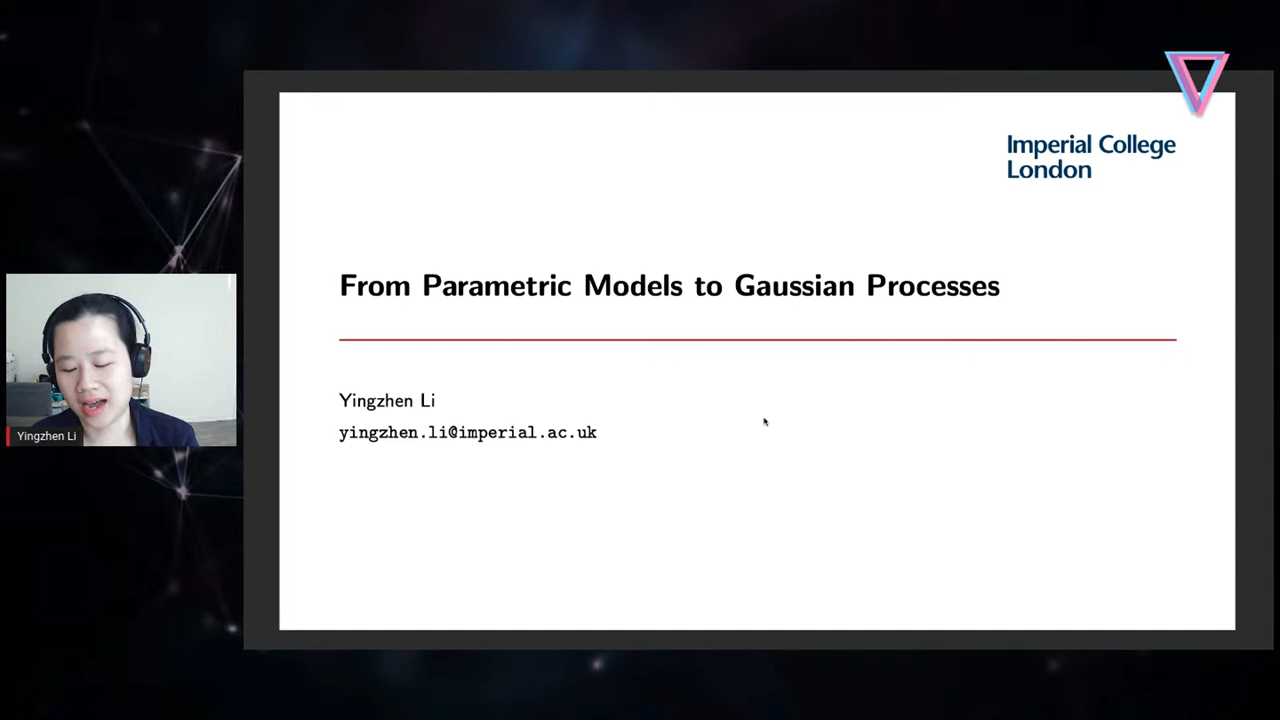 Imperial College
London
From Parametric Models to Gaussian Processes
Yingzhen Li
yingzhen.li@imperial.ac.uk
Yingzhen Li